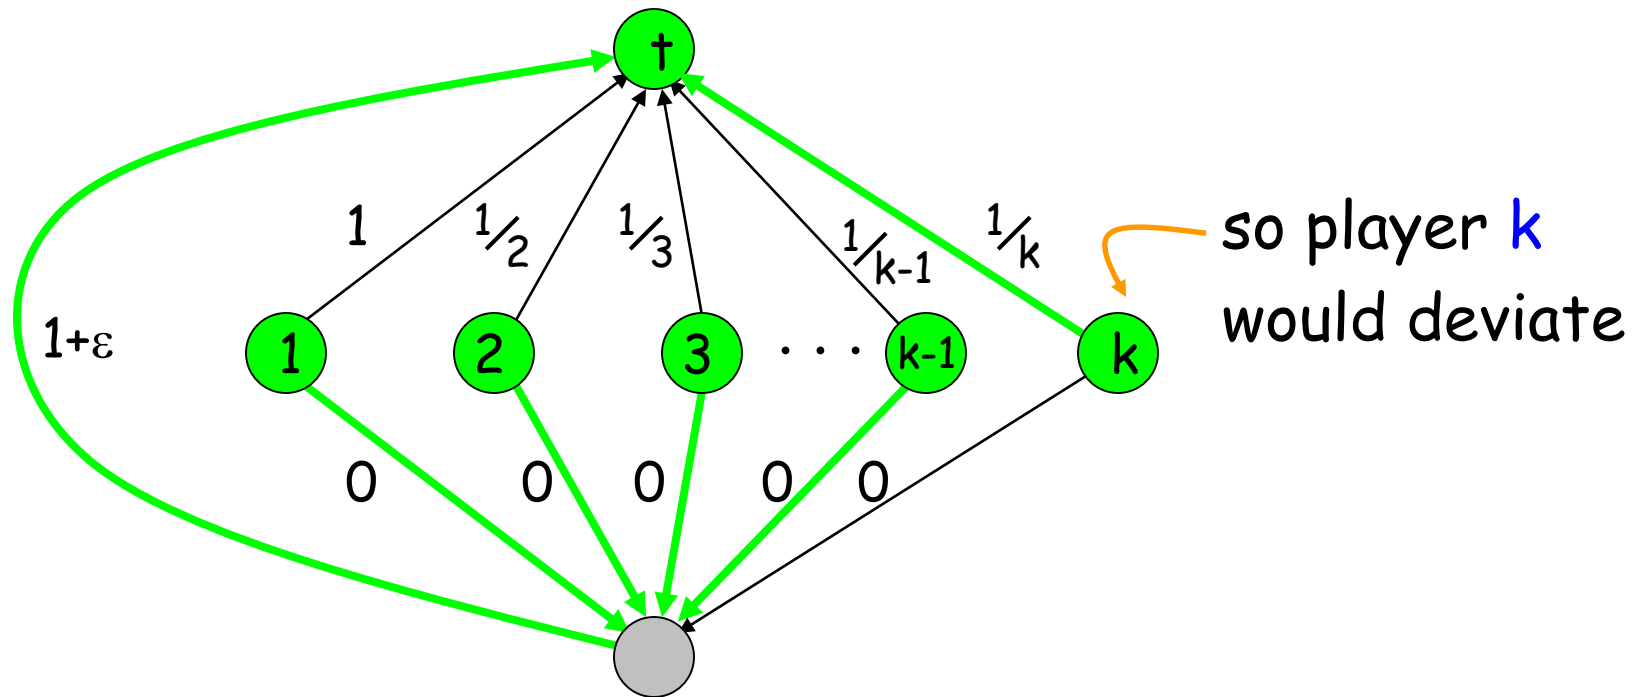 t
1
1/2
1/3
1/k-1
1/k
so player k
would deviate
1+ε
1
2
3
. . .
k-1
k
0
0
0
0
0